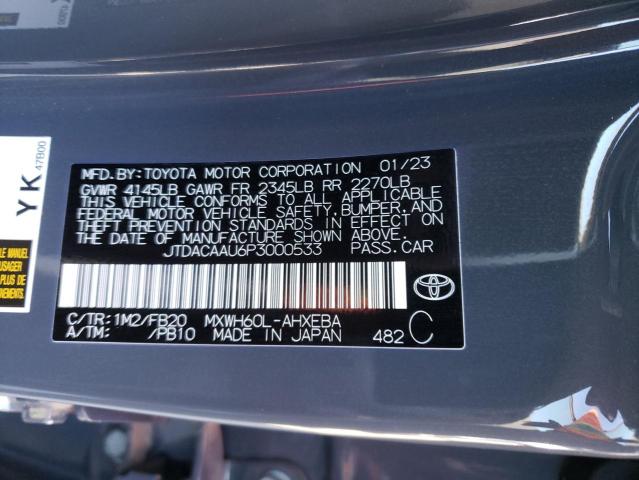 MFD. BY: TOYOTA MOTOR CORPORATION 01/23
GVWR 4145LB GAWR FR 2345LB RR 2270LB
THIS VEHICLE CONFORMS TO ALL APPLICABLE
FEDERAL MOTOR VEHICLE SAFETY, BUMPER, AND
THEFT PREVENTION STANDARDS IN EFFECT ON
THE DATE OF MANUFACTURE SHOWN ABOVE.
JTDACAAU6P3000533 PASS. CAR
C/TR: 1M2/FB20 MXWH60L-AHXEBA
A/TM: /PB10 MADE IN JAPAN 482 C
TOYOTA
YK 47B00